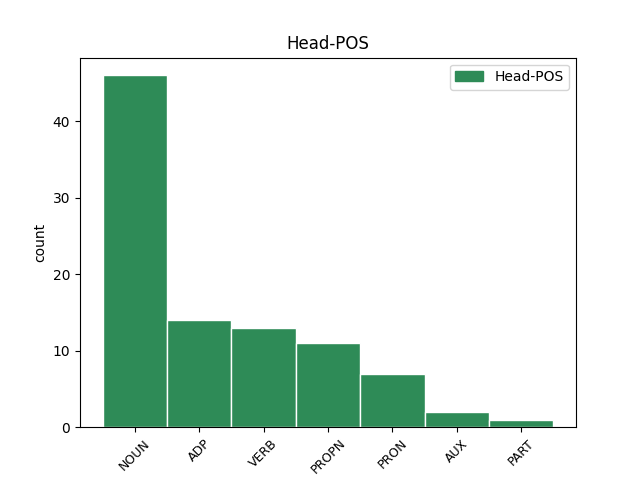 Head-POS
Head-POS
count
40
30
20
10
0
NOUN ADP VERB PROPN PRON AUX PART